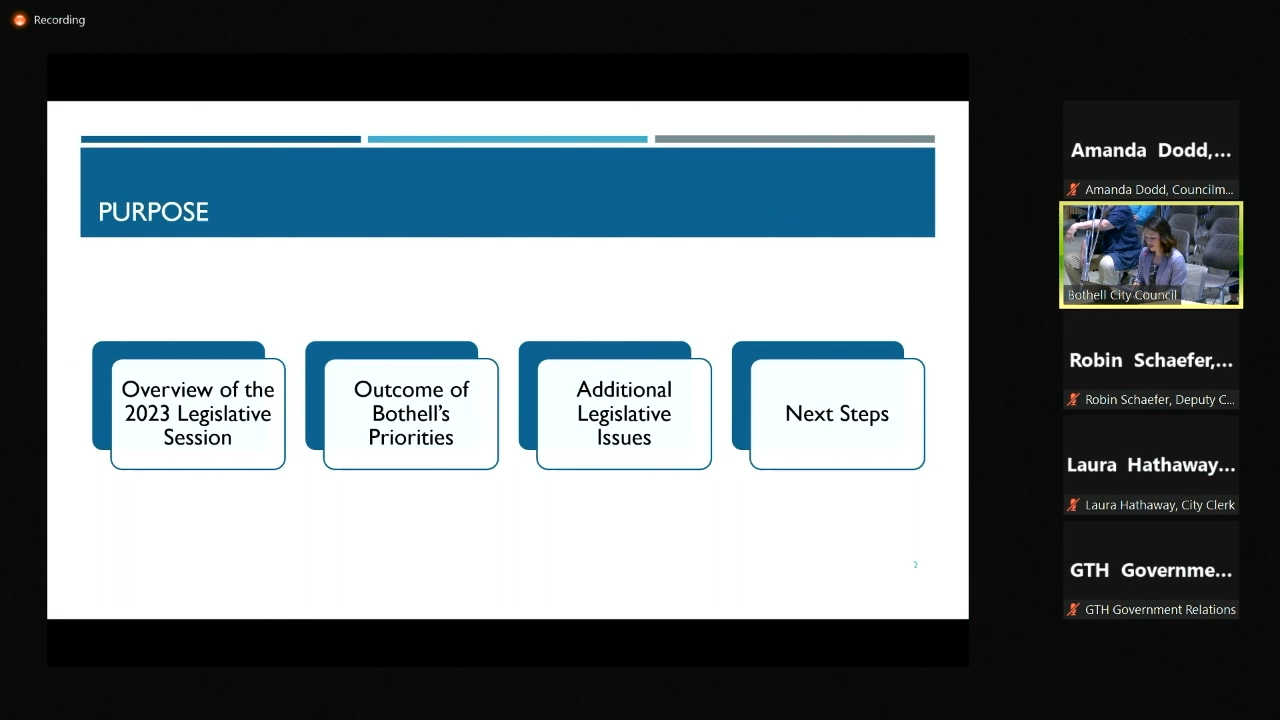 Recording
PURPOSE
Overview of the
2023 Legislative
Session
Outcome of
Bothell's
Priorities
Additional
Legislative
Issues
Next Steps
2
Amanda Dodd,...
Amanda Dodd, Councilm...
Bothell City Council
Robin Schaefer,...
Robin Schaefer, Deputy C...
Laura Hathaway...
Laura Hathaway, City Clerk
GTH Governme...
GTH Government Relations